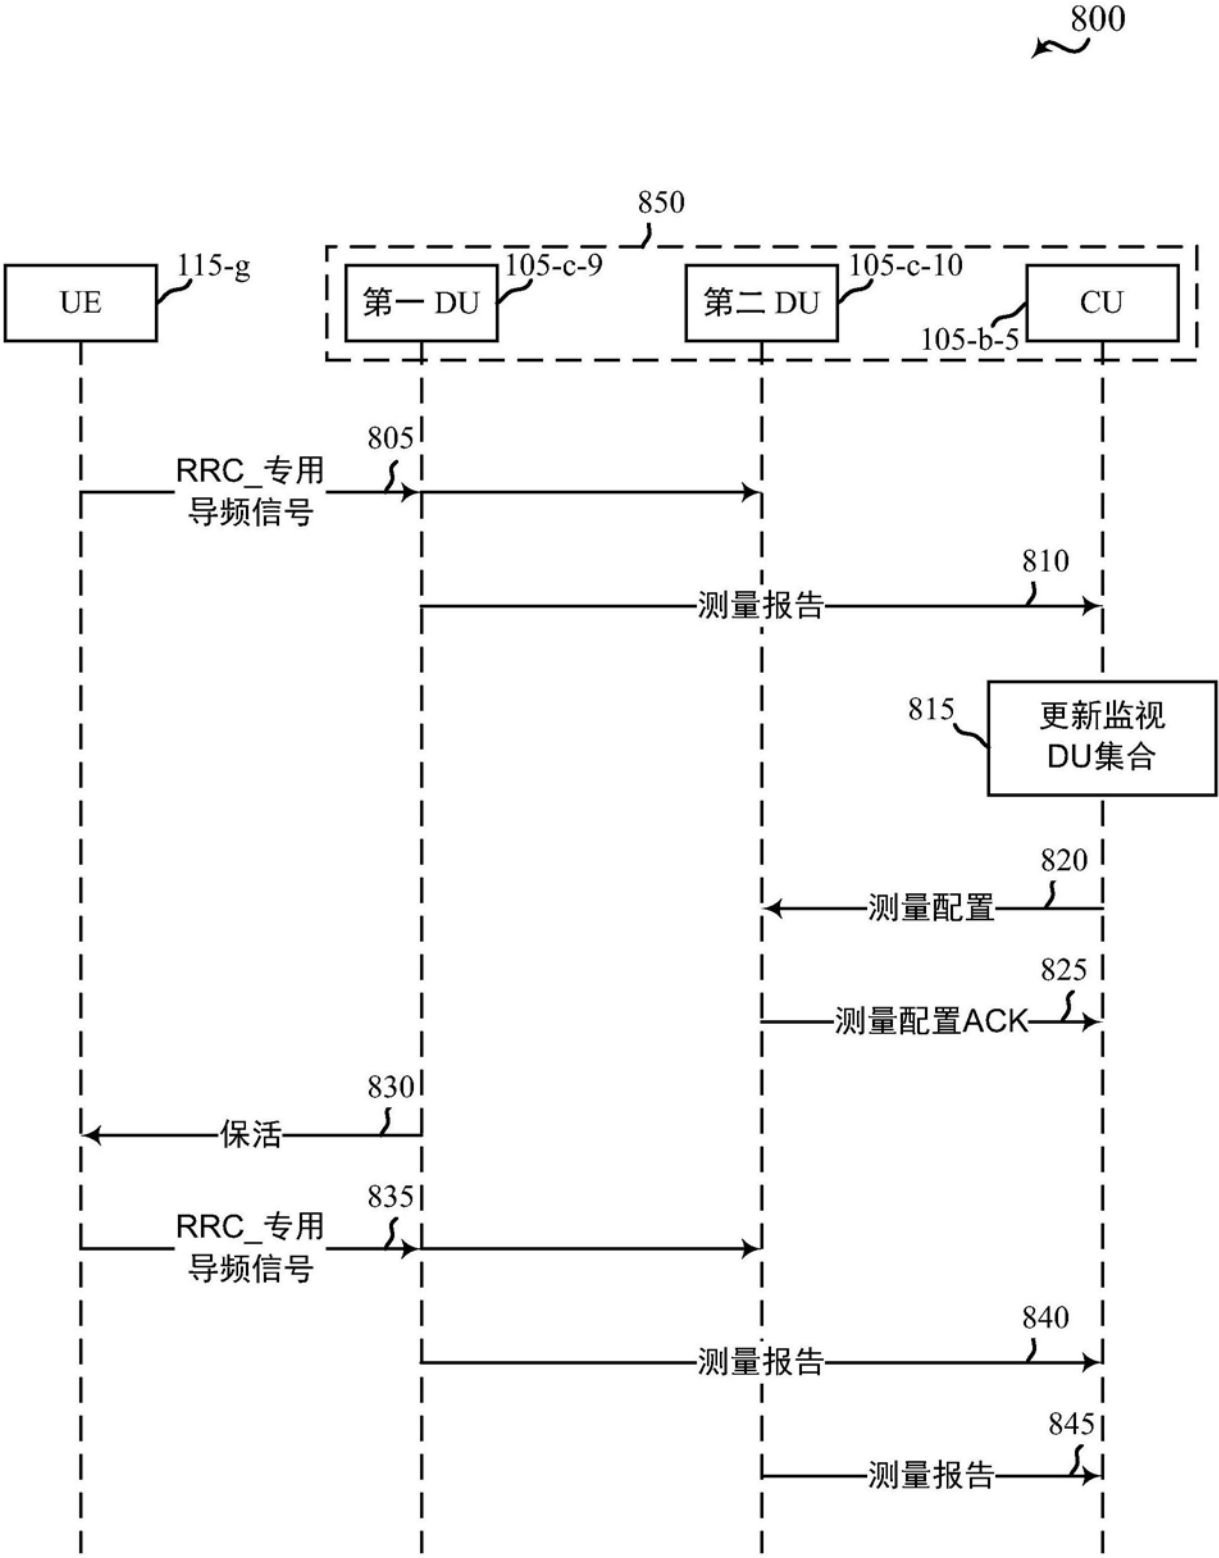 800
850
UE
115-g
第一 DU
105-c-9
第二 DU
105-c-10
CU
105-b-5
805
RRC_专用
导频信号
810
测量报告
815
更新监视
DU集合
820
测量配置
825
测量配置ACK
830
保活
835
RRC_专用
导频信号
840
测量报告
845
测量报告